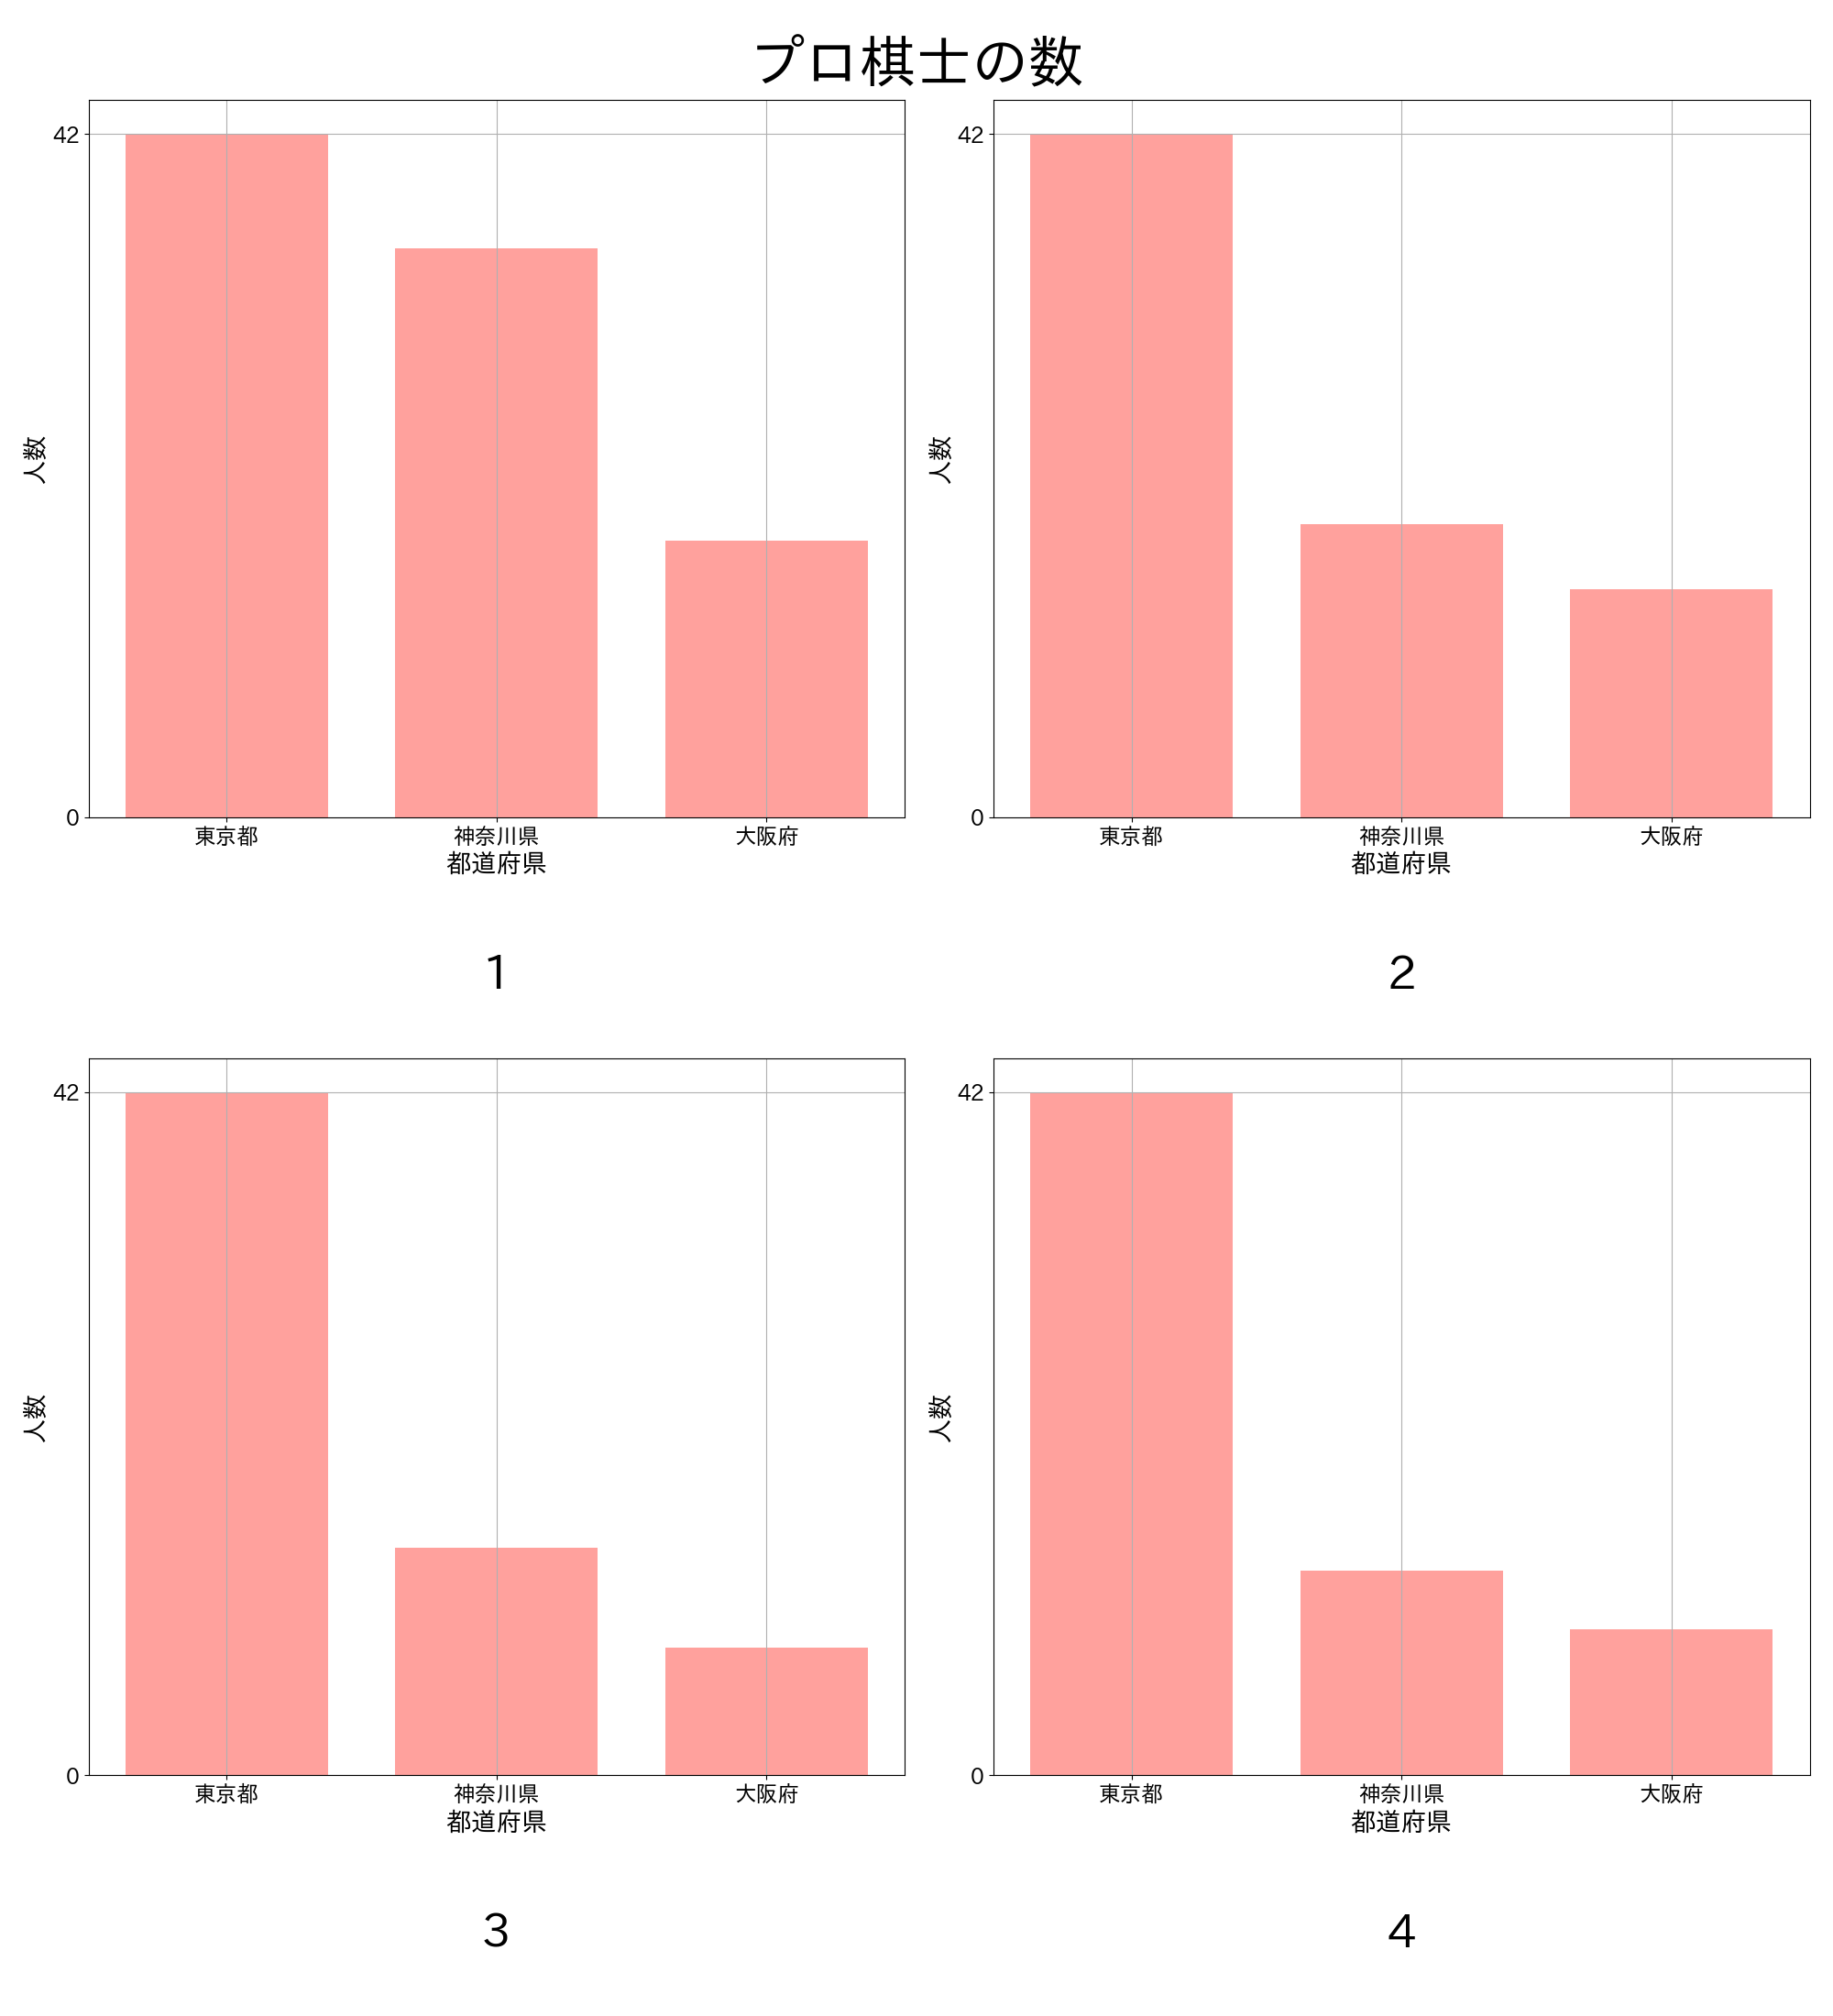 プロ棋士の数
42
人数
0
東京都 神奈川県 大阪府
都道府県
1
42
人数
0
東京都 神奈川県 大阪府
都道府県
2
42
人数
0
東京都 神奈川県 大阪府
都道府県
3
42
人数
0
東京都 神奈川県 大阪府
都道府県
4